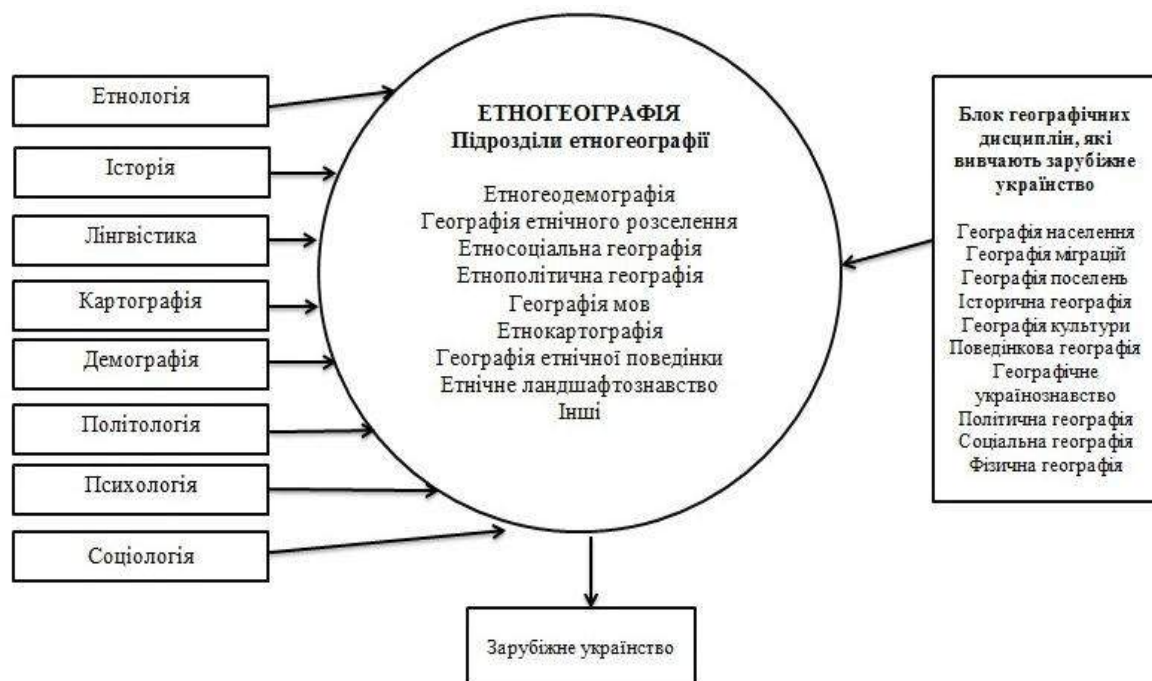 Етнологія
Історія
Лінгвістика
Картографія
Демографія
Політологія
Психологія
Соціологія
ЕТНОГЕОГРАФІЯ
Підрозділи етногеографії
Етногеодемографія
Географія етнічного розселення
Етносоціальна географія
Етнополітична географія
Географія мов
Етнокартографія
Географія етнічної поведінки
Етнічне ландшафтознавство
Інші
Блок географічних
дисциплін, які
вивчають зарубіжне
українство
Географія населення
Географія міграцій
Географія поселень
Історична географія
Географія культури
Поведінкова географія
Географічне
українознавство
Політична географія
Соціальна географія
Фізична географія
Зарубіжне українство